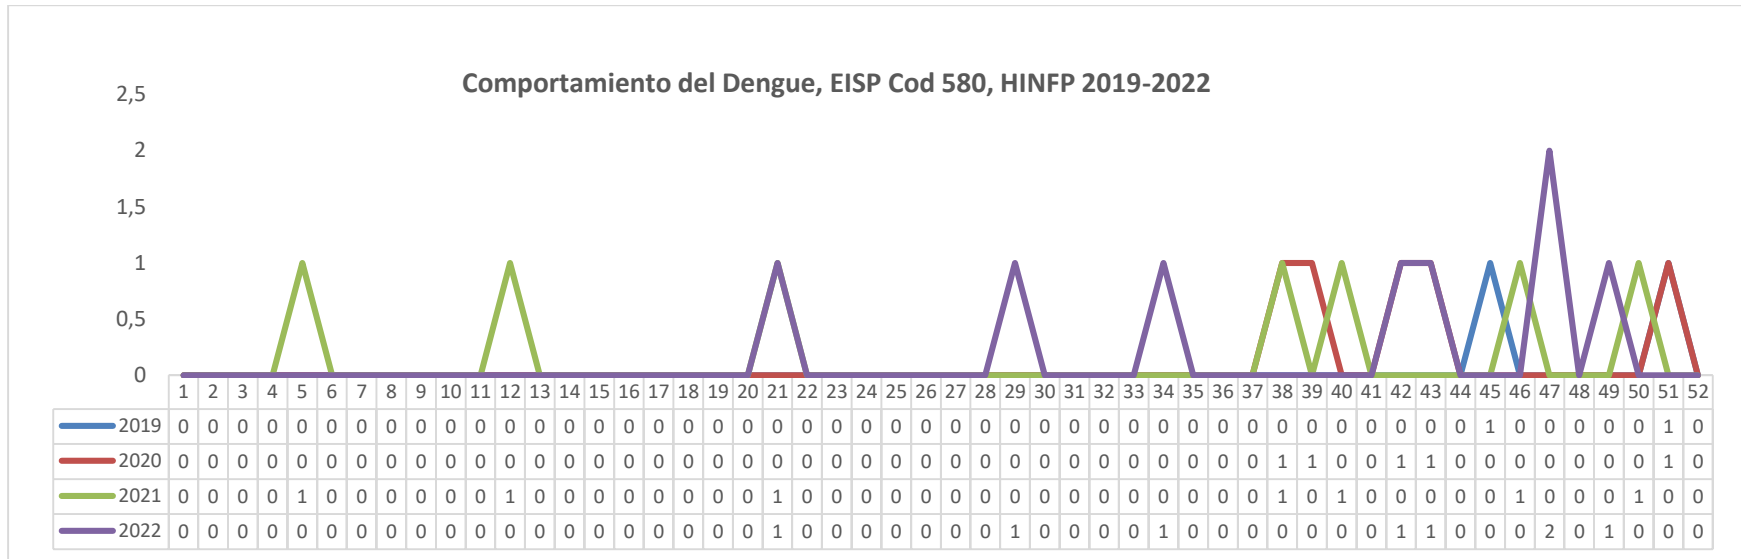 Comportamiento del Dengue, EISP Cod 580, HINFP 2019-2022
2,5
2
1,5
1
0,5
0
1 2 3 4 5 6 7 8 9 10 11 12 13 14 15 16 17 18 19 20 21 22 23 24 25 26 27 28 29 30 31 32 33 34 35 36 37 38 39 40 41 42 43 44 45 46 47 48 49 50 51 52
2019 0 0 0 0 0 0 0 0 0 0 0 0 0 0 0 0 0 0 0 0 0 0 0 0 0 0 0 0 0 0 0 0 0 0 0 0 0 0 0 0 0 0 0 0 1 0 0 0 0 0 1 0
2020 0 0 0 0 0 0 0 0 0 0 0 0 0 0 0 0 0 0 0 0 0 0 0 0 0 0 0 0 0 0 0 0 0 0 0 0 0 1 1 0 0 1 1 0 0 0 0 0 0 0 1 0
2021 0 0 0 0 1 0 0 0 0 0 0 1 0 0 0 0 0 0 0 0 1 0 0 0 0 0 0 0 0 0 0 0 0 0 0 0 0 1 0 1 0 0 0 0 0 1 0 0 0 1 0 0
2022 0 0 0 0 0 0 0 0 0 0 0 0 0 0 0 0 0 0 0 0 1 0 0 0 0 0 0 0 1 0 0 0 0 1 0 0 0 0 0 0 0 1 1 0 0 0 2 0 1 0 0 0